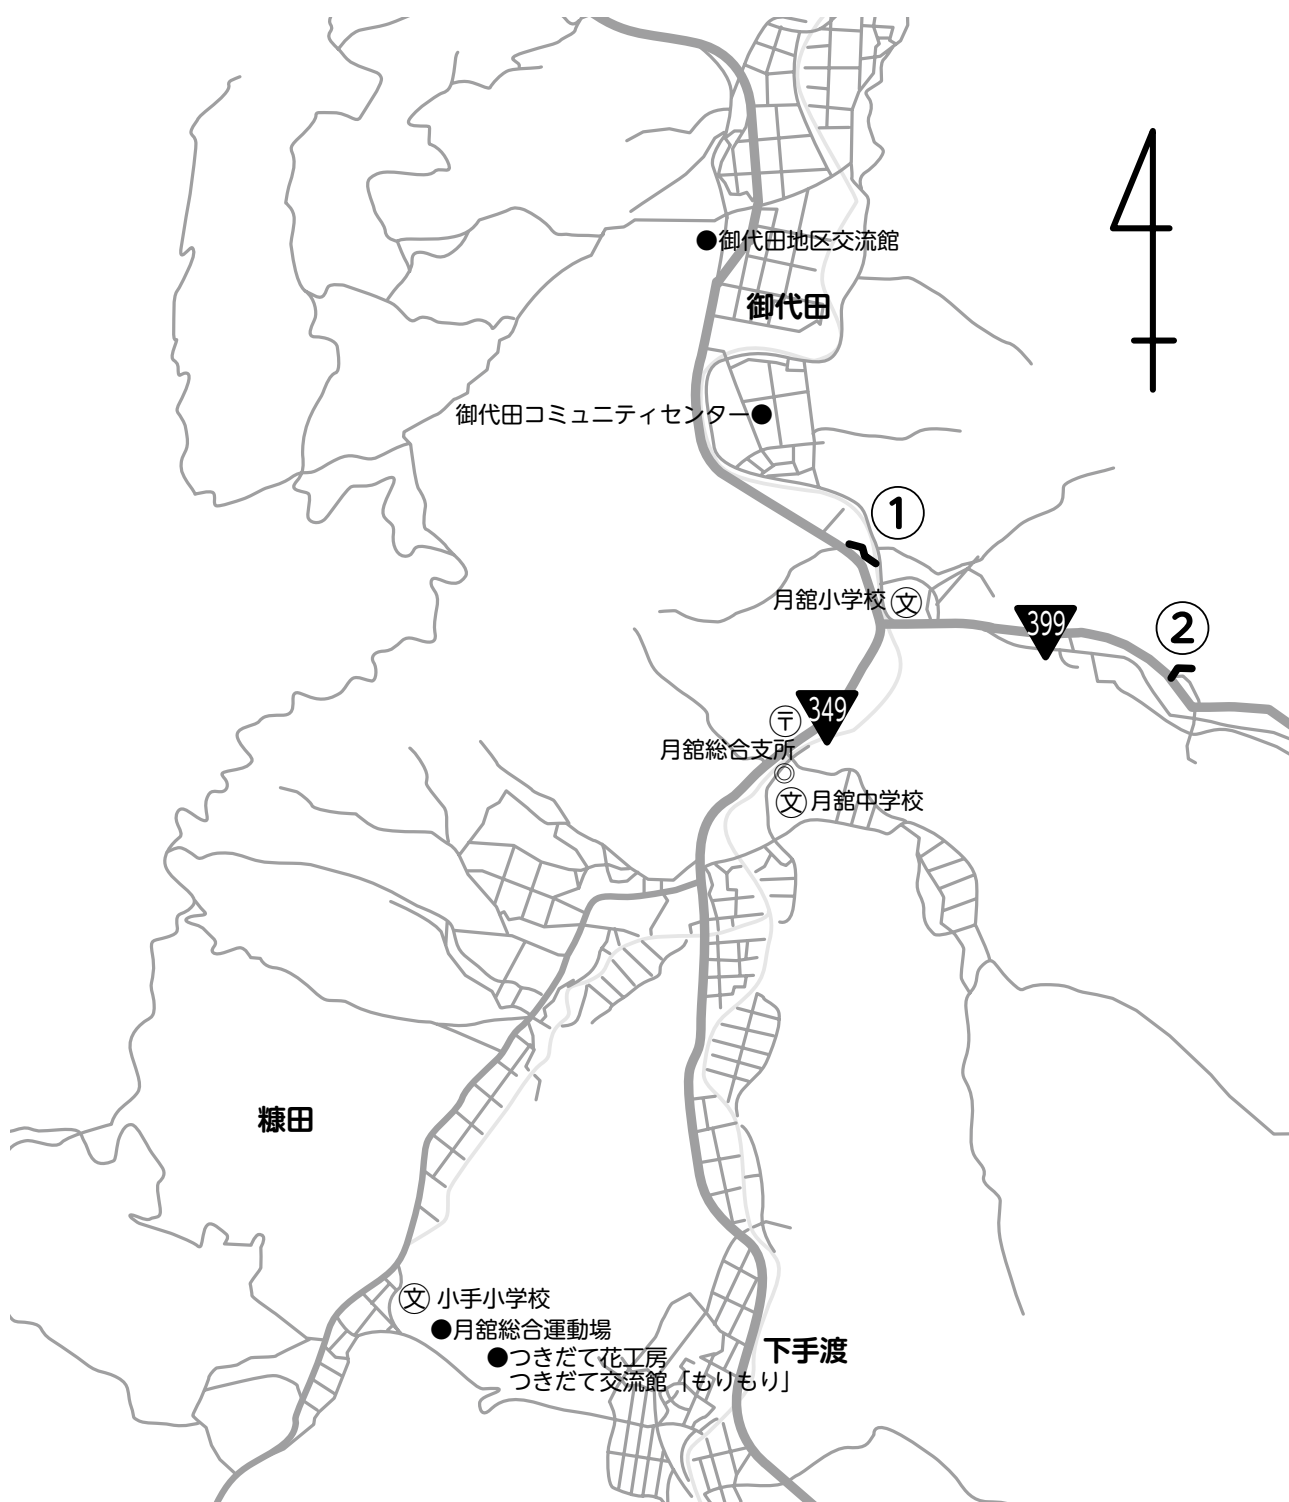 御代田地区交流館
御代田
御代田コミュニティセンター
1
月舘小学校 文
399
2
〒 349
月舘総合支所
文 月舘中学校
糠田
文 小手小学校
月舘総合運動場
下手渡
つきだて花工房
つきだて交流館「もりもり」